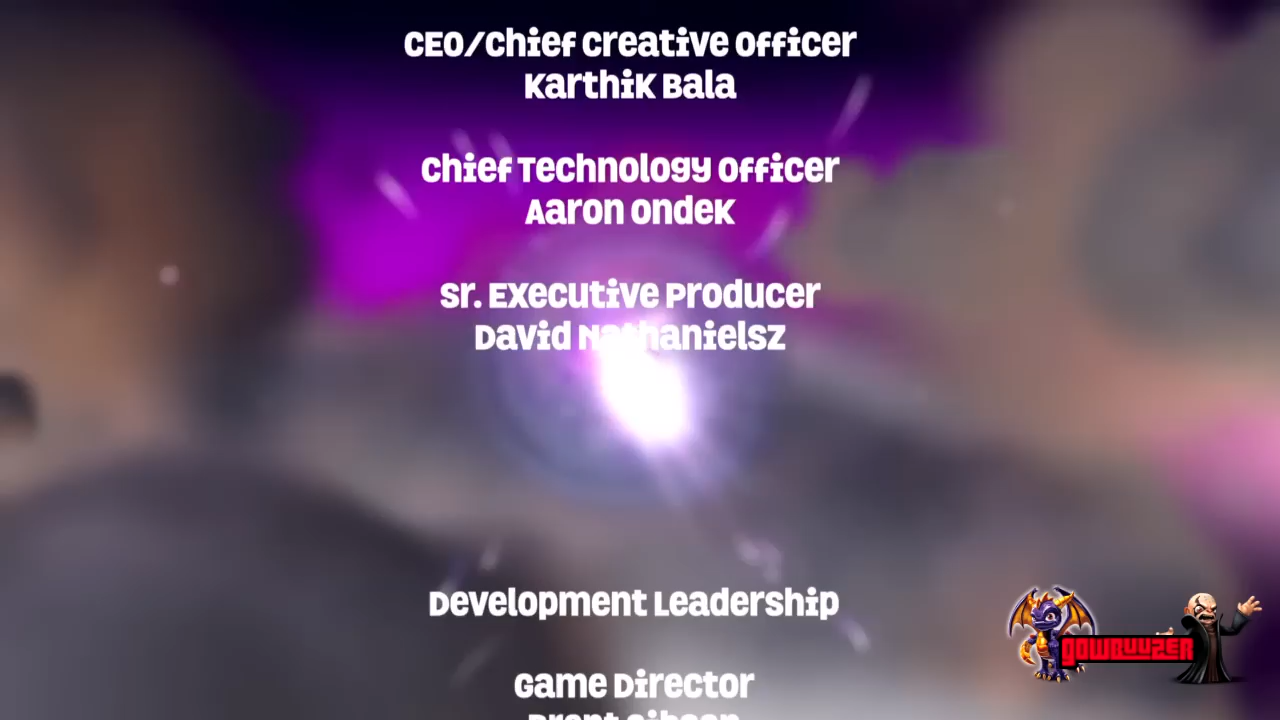 CEO/Chief Creative Officer
Karthik Bala
Chief Technology Officer
Aaron Ondek
Sr. Executive Producer
David Nathanielsz
Development Leadership
Game Director
GOWBUUZER